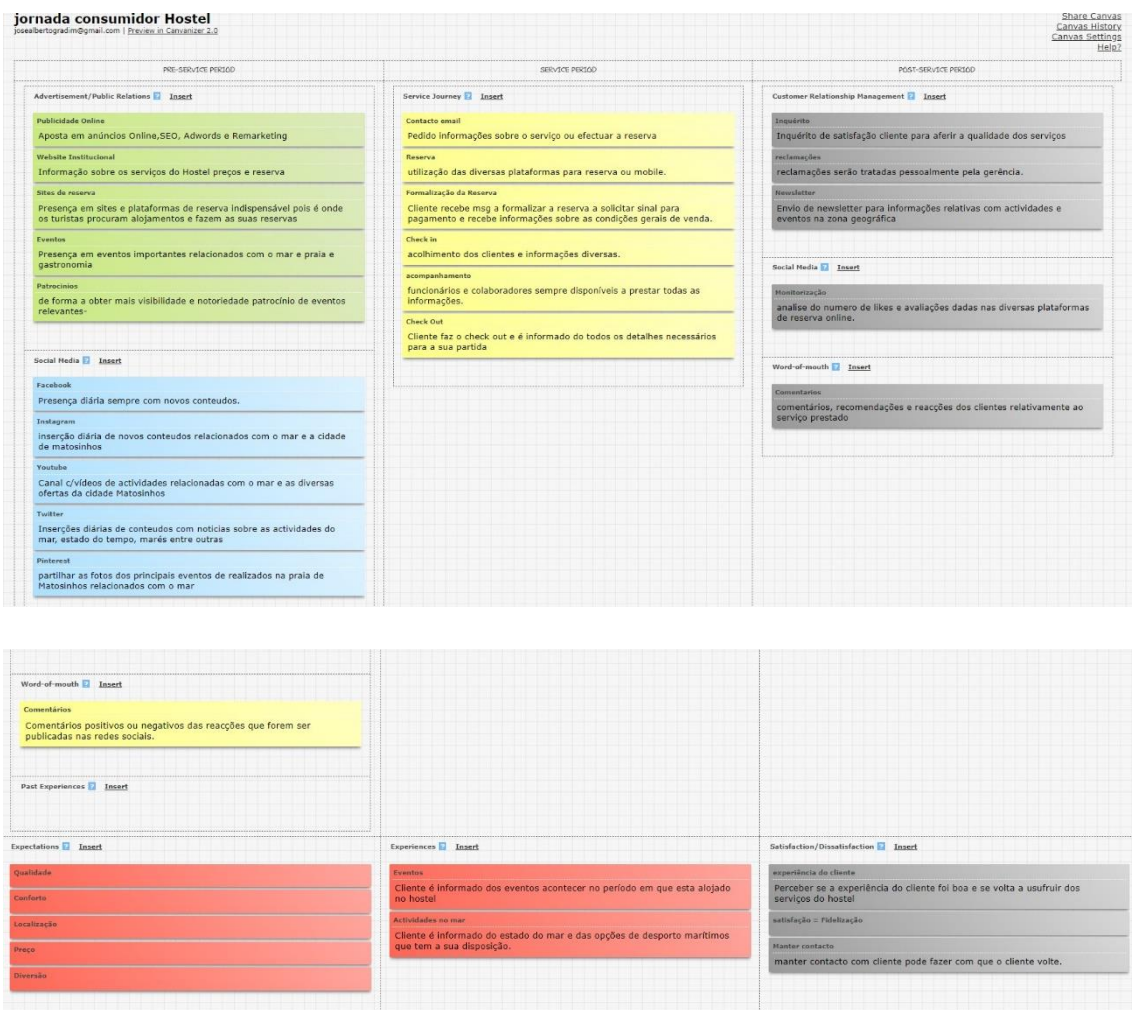 jornada consumidor Hostel
josealbertogradim@gmail.com | Preview in Canvanizer 2.0
Share Canvas
Canvas History
Canvas Settings
Help?
PRE-SERVICE PERIOD
Advertisement/Public Relations ? Insert
Publicidade Online
Aposta em anúncios Online,SEO, Adwords e Remarketing
Website Institucional
Informação sobre os serviços do Hostel preços e reserva
Sites de reserva
Presença em sites e plataformas de reserva indispensável pois é onde
os turistas procuram alojamentos e fazem as suas reservas
Eventos
Presença em eventos importantes relacionados com o mar e praia e
gastronomia
Patrocinios
de forma a obter mais visibilidade e notoriedade patrocínio de eventos
relevantes-
Social Media ? Insert
Facebook
Presença diária sempre com novos conteudos.
Instagram
inserção diária de novos conteudos relacionados com o mar e a cidade
de matosinhos
Youtube
Canal c/vídeos de actividades relacionadas com o mar e as diversas
ofertas da cidade Matosinhos
Twitter
Inserções diárias de conteudos com noticias sobre as actividades do
mar, estado do tempo, marés entre outras
Pinterest
partilhar as fotos dos principais eventos de realizados na praia de
Matosinhos relacionados com o mar
SERVICE PERIOD
Service Journey ? Insert
Contacto email
Pedido informações sobre o serviço ou efectuar a reserva
Reserva
utilização das diversas plataformas para reserva ou mobile.
Formalização da Reserva
Cliente recebe msg a formalizar a reserva a solicitar sinal para
pagamento e recebe informações sobre as condições gerais de venda.
Check in
acolhimento dos clientes e informações diversas.
acompanhamento
funcionários e colaboradores sempre disponíveis a prestar todas as
informações.
Check Out
Cliente faz o check out e é informado do todos os detalhes necessários
para a sua partida
POST-SERVICE PERIOD
Customer Relationship Management ? Insert
Inquérito
Inquérito de satisfação cliente para aferir a qualidade dos serviços
reclamações
reclamações serão tratadas pessoalmente pela gerência.
Newsletter
Envio de newsletter para informações relativas com actividades e
eventos na zona geográfica
Social Media ? Insert
Monitorização
analise do numero de likes e avaliações dadas nas diversas plataformas
de reserva online.
Word-of-mouth ? Insert
Comentarios
comentários, recomendações e reacções dos clientes relativamente ao
serviço prestado
Word-of-mouth ? Insert
Comentários
Comentários positivos ou negativos das reacções que forem ser
publicadas nas redes sociais.
Past Experiences ? Insert
Expectations ? Insert
Qualidade
Conforto
Localização
Preço
Diversão
Experiences ? Insert
Eventos
Cliente é informado dos eventos acontecer no período em que esta alojado
no hostel
Actividades no mar
Cliente é informado do estado do mar e das opções de desporto marítimos
que tem a sua disposição.
Satisfaction/Dissatisfaction ? Insert
experiência do cliente
Perceber se a experiência do cliente foi boa e se volta a usufruir dos
serviços do hostel
satisfação = Fidelização
Manter contacto
manter contacto com cliente pode fazer com que o cliente volte.